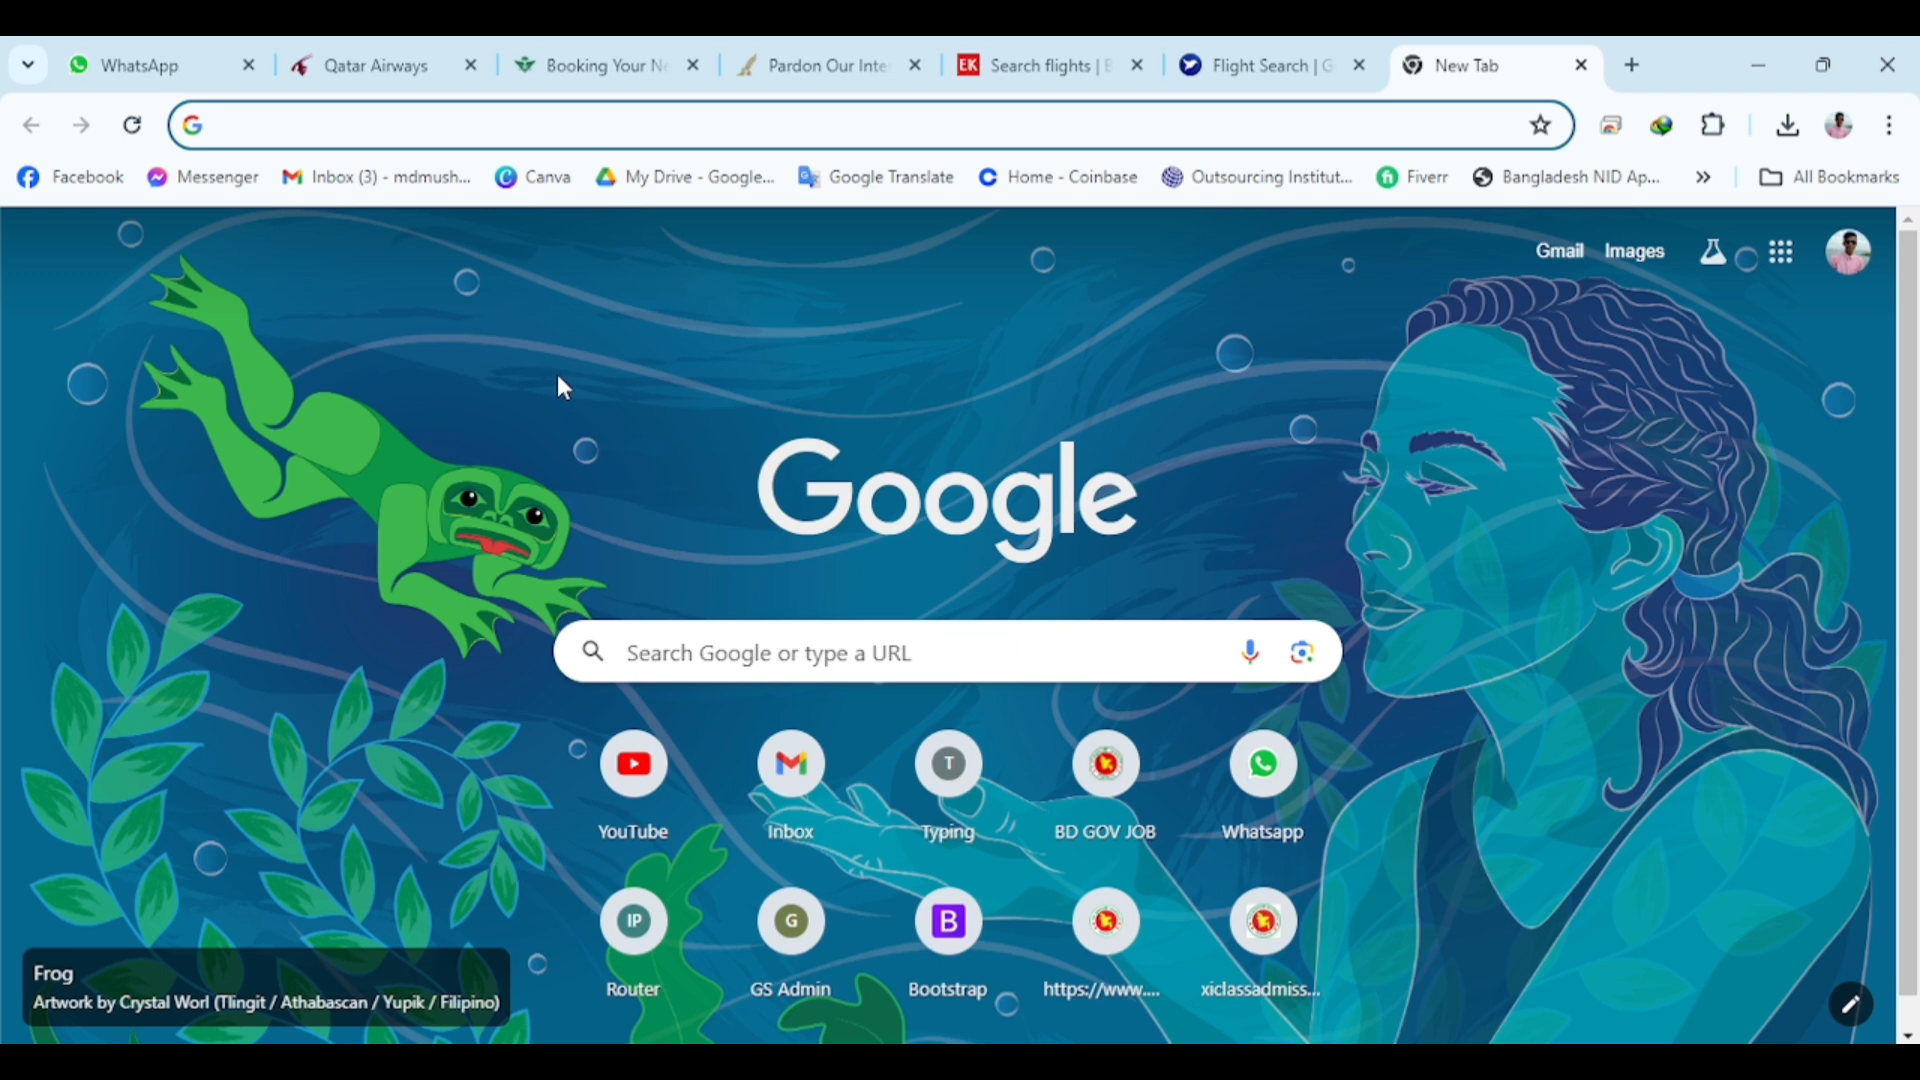 WhatsApp
Qatar Airways
Booking Your Ne
Pardon Our Inte
EK Search flights | E
Flight Search | G
New Tab
Facebook
Messenger
Inbox (3) - mdmush...
Canva
My Drive - Google...
Google Translate
Home - Coinbase
Outsourcing Institut...
Fiverr
Bangladesh NID Ap...
All Bookmarks
Gmail
Images
Google
Search Google or type a URL
YouTube
Inbox
T
Typing
BD GOV JOB
Whatsapp
IP
Router
G
GS Admin
B
Bootstrap
https://www....
xiclassadmiss...
Frog
Artwork by Crystal Worl (Tlingit / Athabascan / Yupik / Filipino)